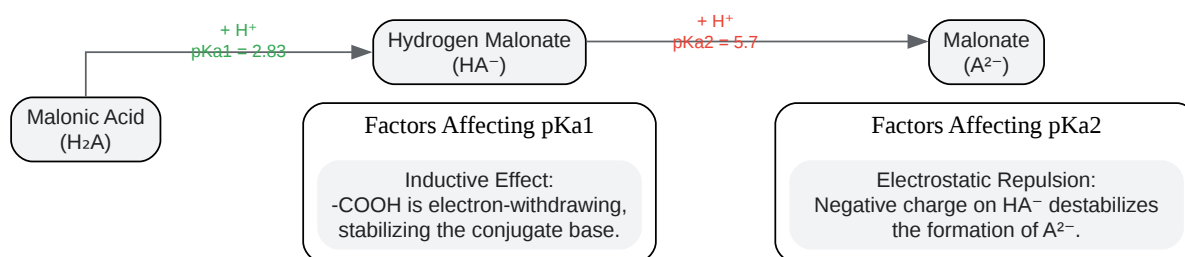 + H⁺
pKa1 = 2.83
Hydrogen Malonate
(HA⁻)
+ H⁺
pKa2 = 5.7
Malonate
(A²⁻)
Malonic Acid
(H₂A)
Factors Affecting pKa1
Inductive Effect:
-COOH is electron-withdrawing,
stabilizing the conjugate base.
Factors Affecting pKa2
Electrostatic Repulsion:
Negative charge on HA⁻ destabilizes
the formation of A²⁻.